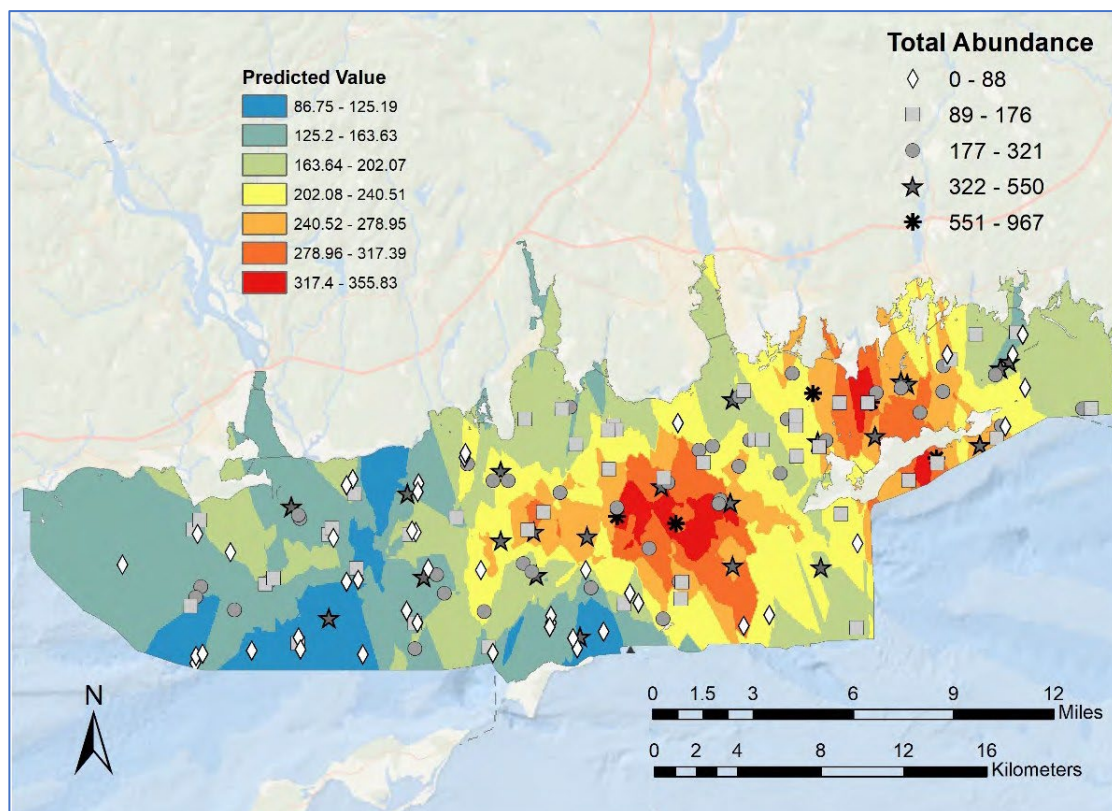 Total Abundance
0 - 88
89 - 176
177 - 321
322 - 550
551 - 967
Predicted Value
86.75 - 125.19
125.2 - 163.63
163.64 - 202.07
202.08 - 240.51
240.52 - 278.95
278.96 - 317.39
317.4 - 355.83
N
0 1.5 3 6 9 12
Miles
0 2 4 8 12 16
Kilometers